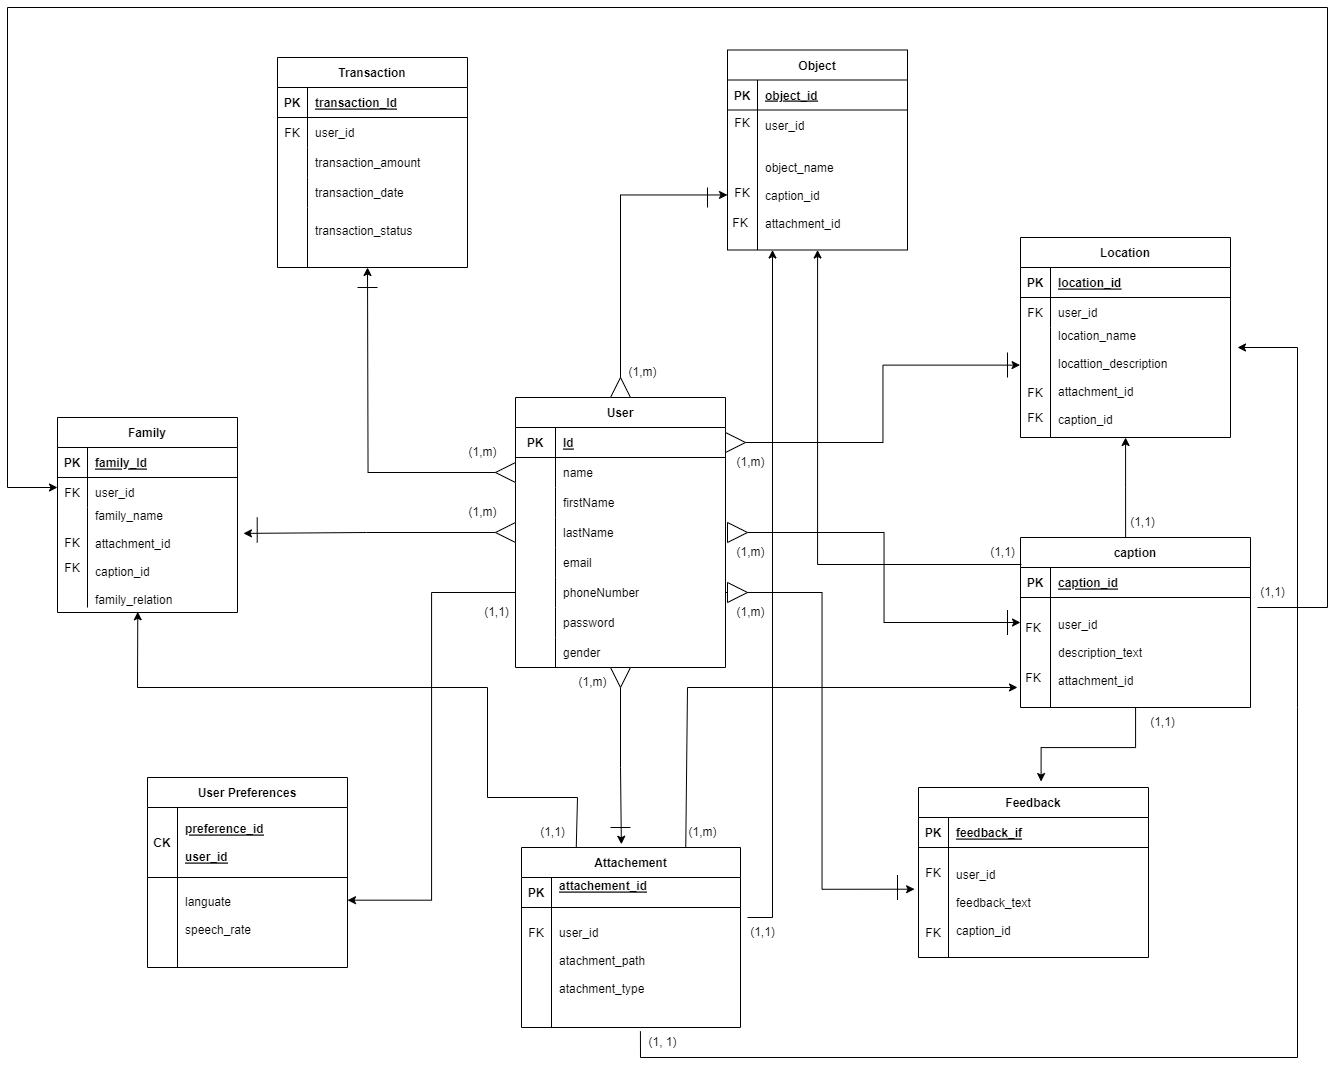 Transaction
PK transaction_Id
FK user_id
transaction_amount
transaction_date
transaction_status
Object
PK object_id
FK user_id
object_name
FK caption_id
FK attachment_id
Location
PK location_id
FK user_id
location_name
locattion_description
FK attachment_id
FK caption_id
(1,m)
User
PK Id
name
firstName
lastName
email
phoneNumber
password
gender
(1,m)
(1,m)
(1,1)
(1,m)
(1,m)
(1,m)
(1,m)
Family
PK family_Id
FK user_id
family_name
FK attachment_id
FK caption_id
family_relation
(1,1)
(1,1)
caption
PK caption_id
FK user_id
description_text
FK attachment_id
(1,1)
(1,1)
User Preferences
CK preference_id
user_id
languate
speech_rate
(1,1)
(1,m)
Attachement
PK attachement_id
FK user_id
atachment_path
atachment_type
(1,1)
(1, 1)
Feedback
PK feedback_if
FK user_id
feedback_text
FK caption_id